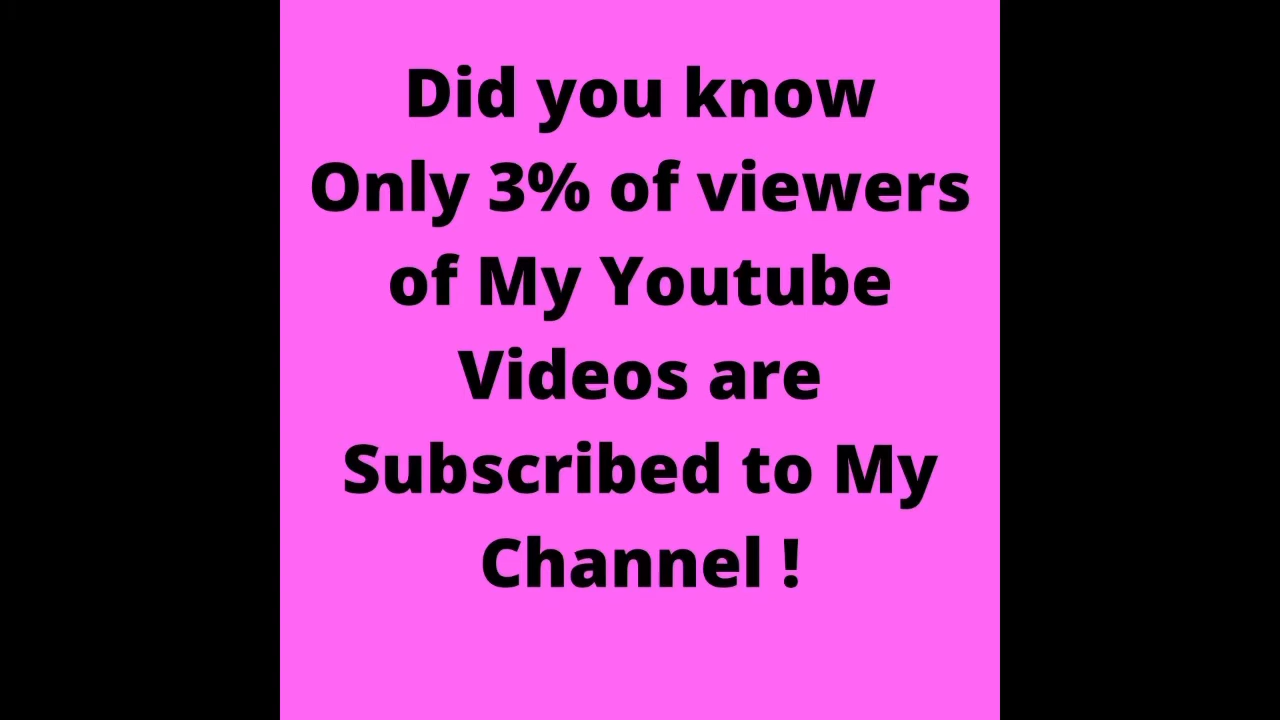 Did you know
Only 3% of viewers
of My Youtube
Videos are
Subscribed to My
Channel !